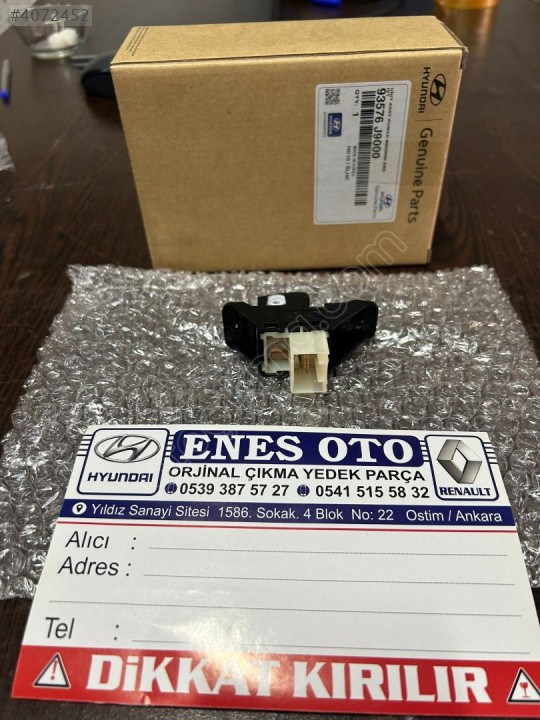 #4072452
HYUNDAI
Genuine Parts
93576 J9000
QTY: 1
ENES OTO
ORJİNAL ÇIKMA YEDEK PARÇA
0539 387 57 27 0541 515 58 32
HYUNDAI
RENAULT
Yıldız Sanayi Sitesi 1586. Sokak. 4 Blok No: 22 Ostim / Ankara
Alıcı :
Adres :
Tel :
DİKKAT KIRILIR